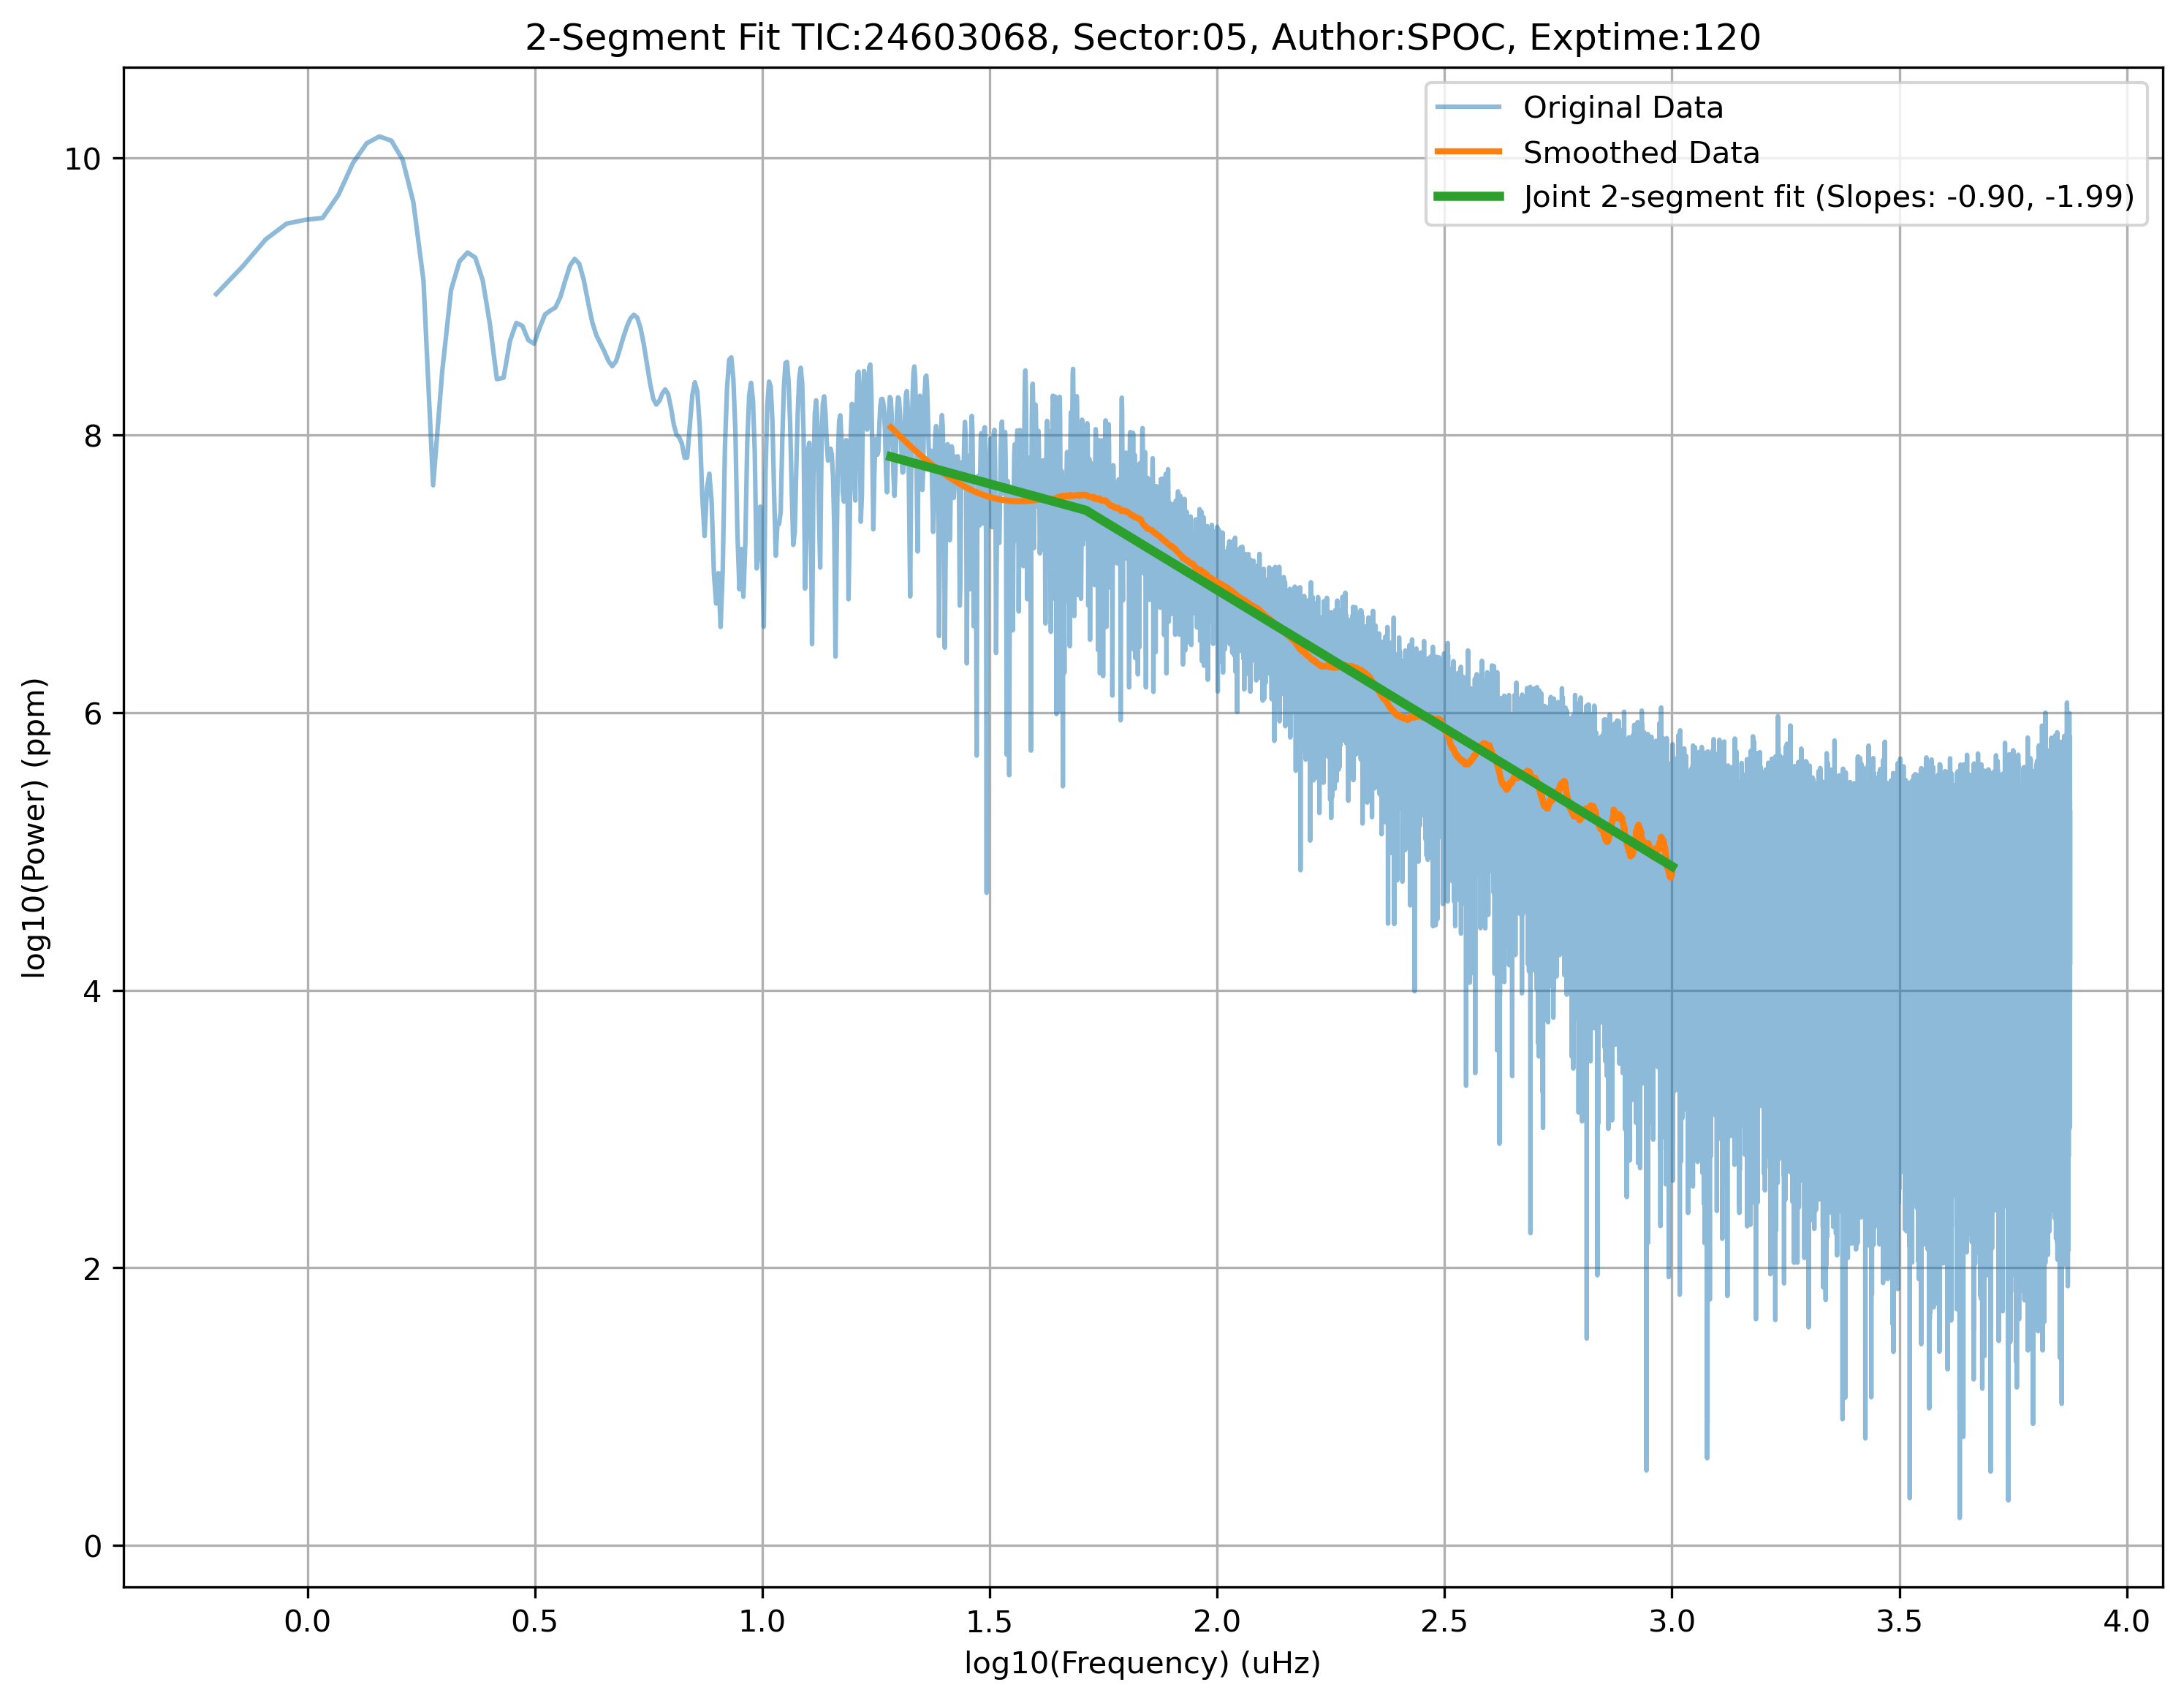 2-Segment Fit TIC:24603068, Sector:05, Author:SPOC, Exptime:120
Original Data
Smoothed Data
Joint 2-segment fit (Slopes: -0.90, -1.99)
log10(Power) (ppm)
10
8
6
4
2
0
0.0 0.5 1.0 1.5 2.0 2.5 3.0 3.5 4.0
log10(Frequency) (uHz)